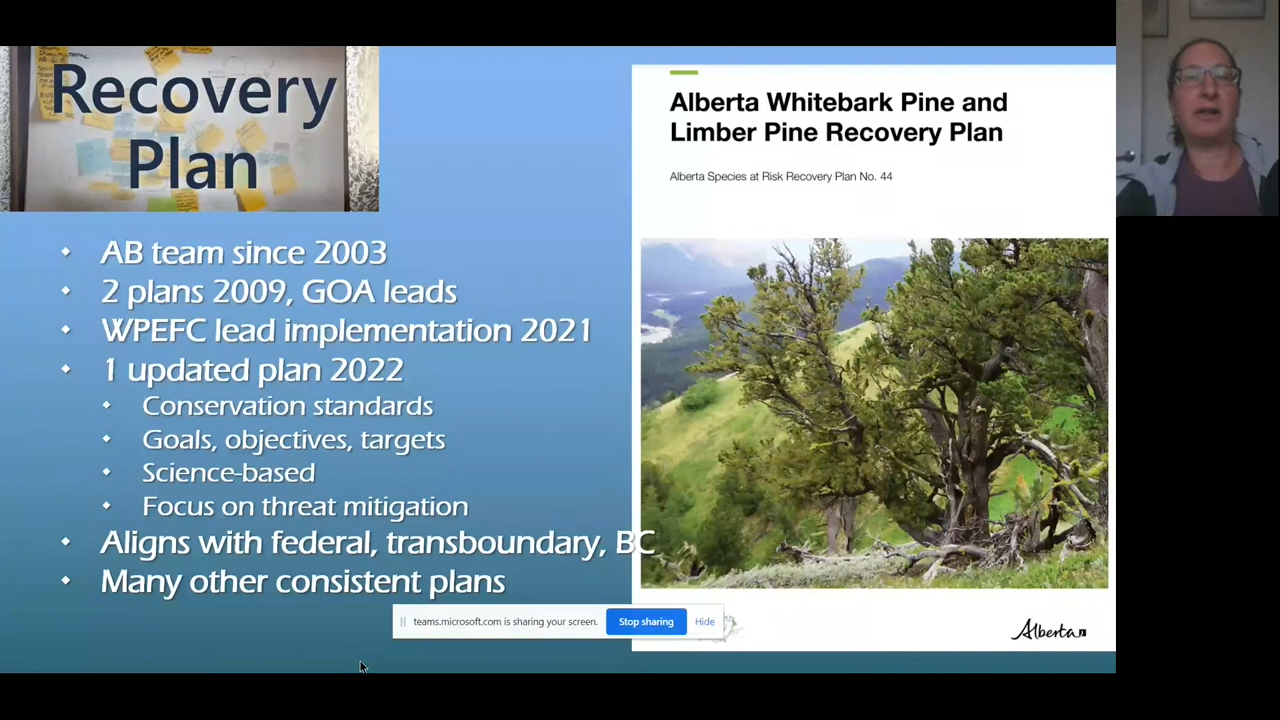 Recovery
Plan
AB team since 2003
2 plans 2009, GOA leads
WPEFC lead implementation 2021
1 updated plan 2022
Conservation standards
Goals, objectives, targets
Science-based
Focus on threat mitigation
Aligns with federal, transboundary, BC
Many other consistent plans
Alberta Whitebark Pine and
Limber Pine Recovery Plan
Alberta Species at Risk Recovery Plan No. 44
teams.microsoft.com is sharing your screen.
Stop sharing
Hide
Alberta